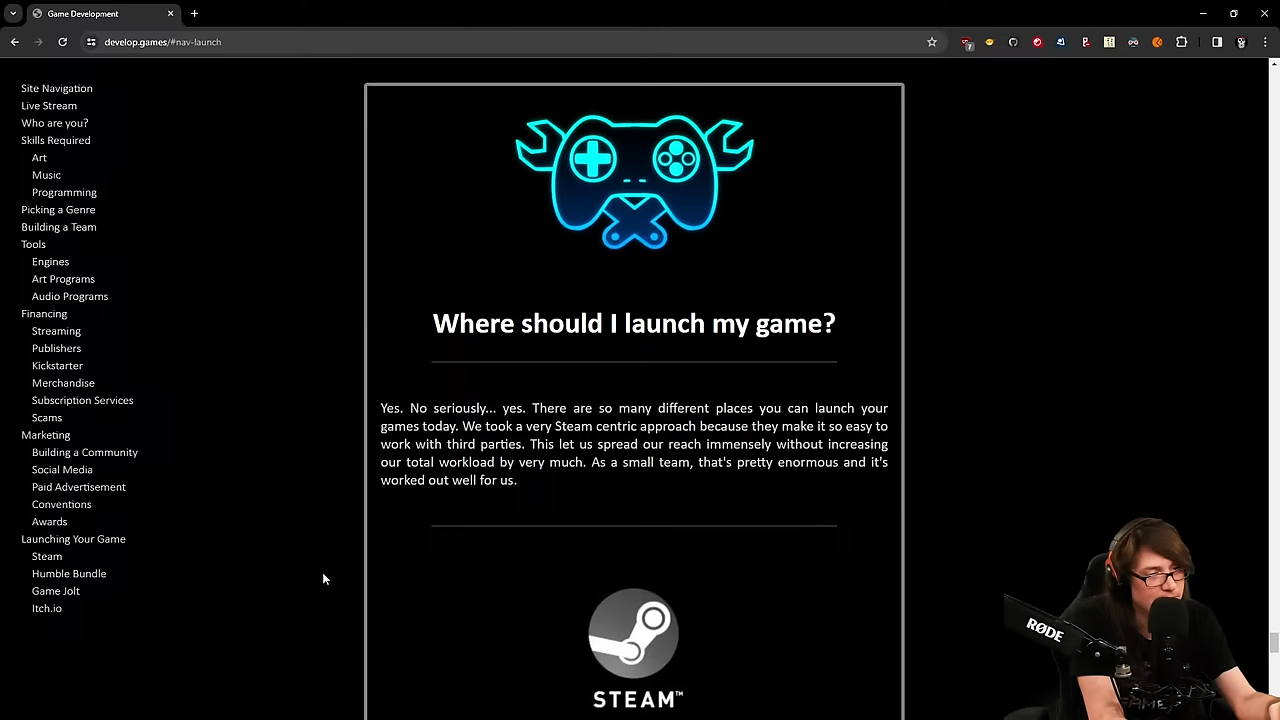 Game Development
develop.games/#nav-launch
7
Site Navigation
Live Stream
Who are you?
Skills Required
Art
Music
Programming
Picking a Genre
Building a Team
Tools
Engines
Art Programs
Audio Programs
Financing
Streaming
Publishers
Kickstarter
Merchandise
Subscription Services
Scams
Marketing
Building a Community
Social Media
Paid Advertisement
Conventions
Awards
Launching Your Game
Steam
Humble Bundle
Game Jolt
Itch.io
Where should I launch my game?
Yes. No seriously... yes. There are so many different places you can launch your
games today. We took a very Steam centric approach because they make it so easy to
work with third parties. This let us spread our reach immensely without increasing
our total workload by very much. As a small team, that's pretty enormous and it's
worked out well for us.
STEAM™
RØDE